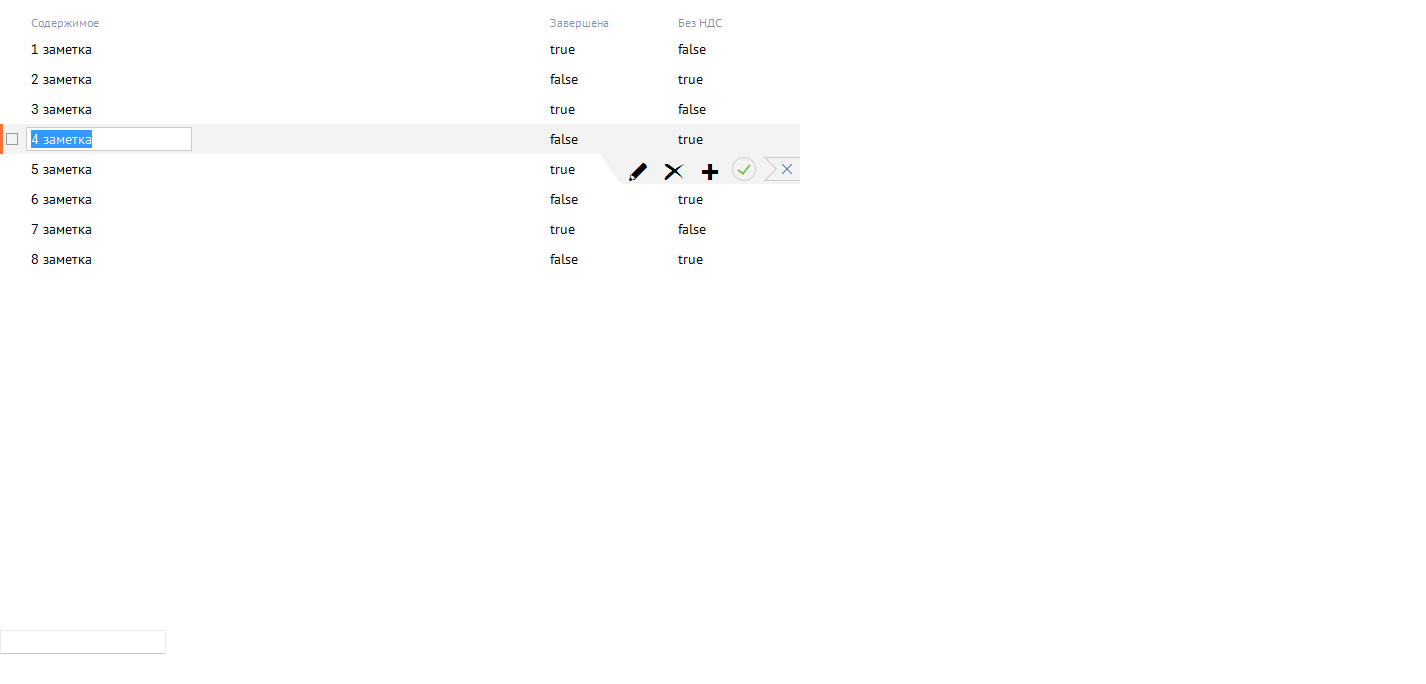 Содержимое Завершена Без НДС
1 заметка true false
2 заметка false true
3 заметка true false
4 заметка false true
5 заметка true
6 заметка false true
7 заметка true false
8 заметка false true